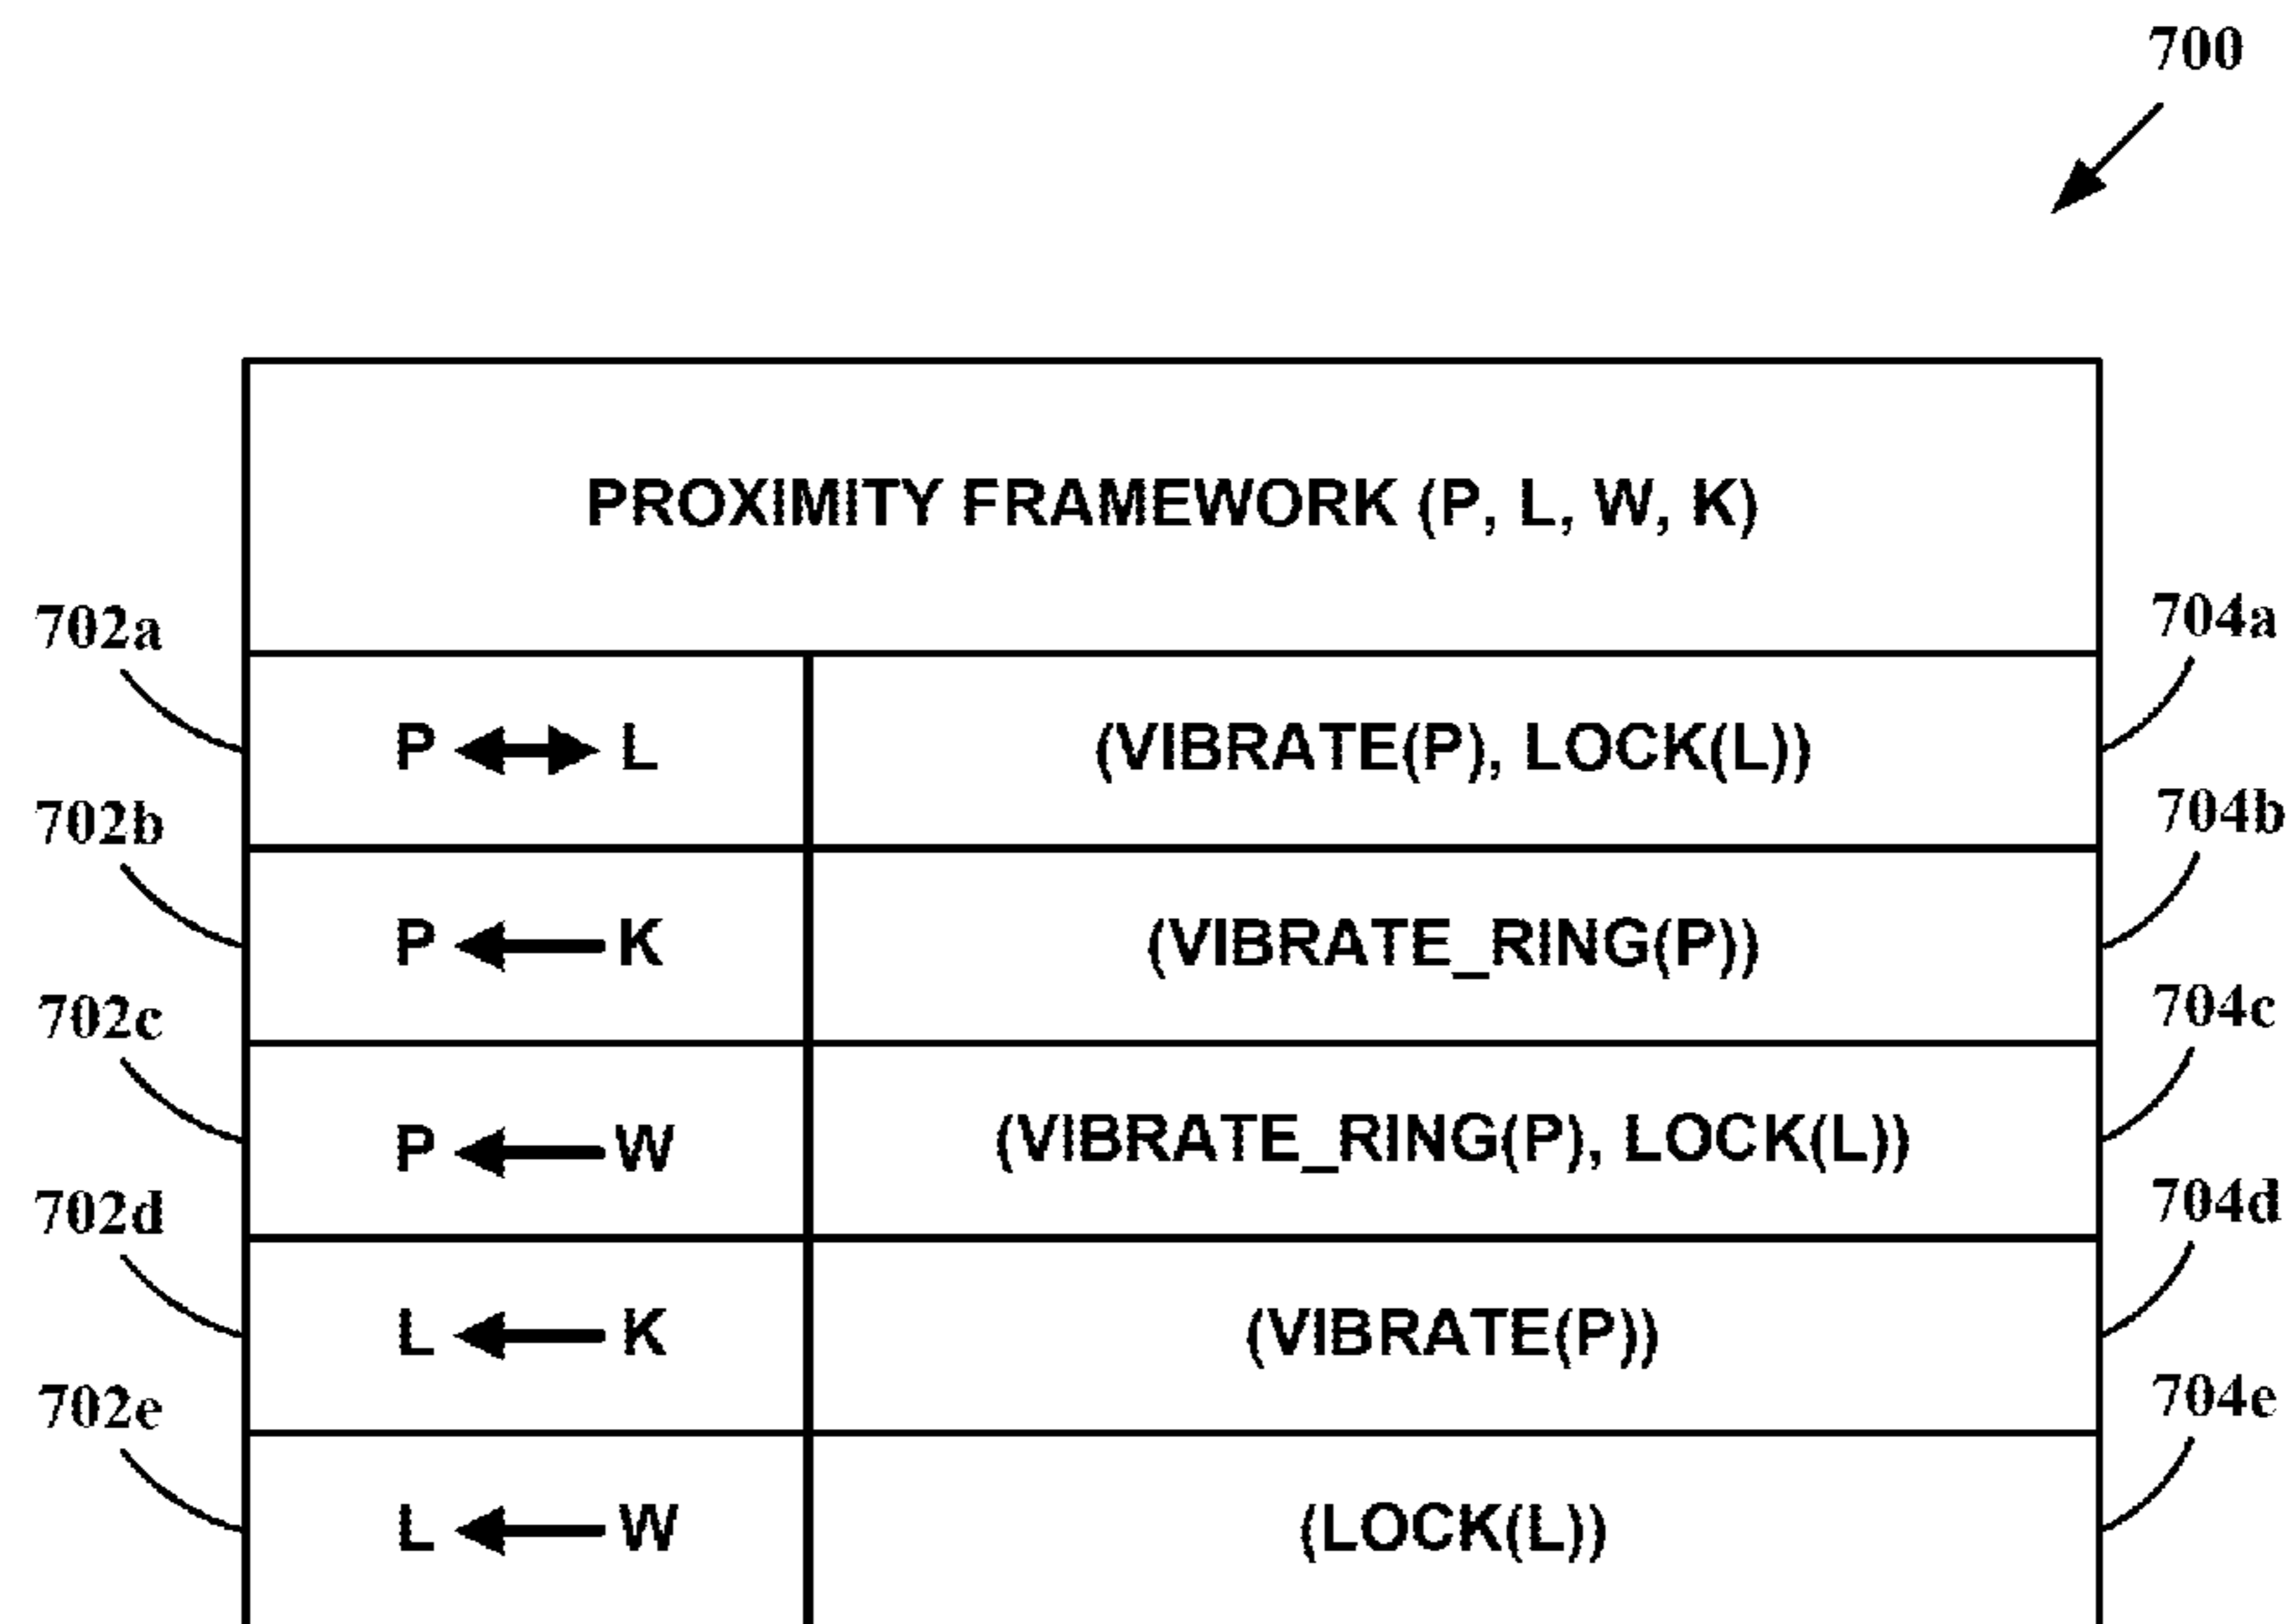 700
PROXIMITY FRAMEWORK (P, L, W, K)
702a
704a
P L
(VIBRATE(P), LOCK(L))
702b
704b
P K
(VIBRATE_RING(P))
702c
704c
P W
(VIBRATE_RING(P), LOCK(L))
702d
704d
L K
(VIBRATE(P))
702e
704e
L W
(LOCK(L))